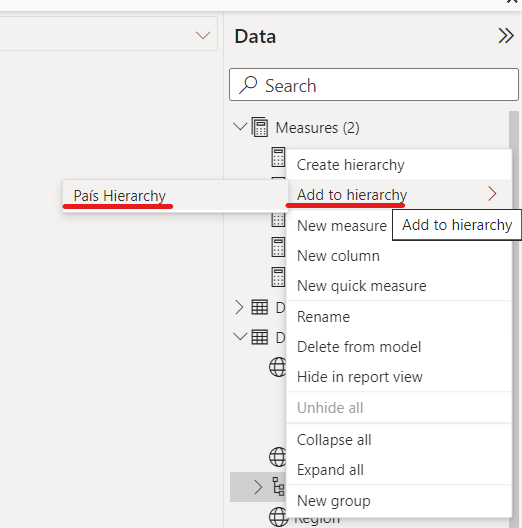 Data
Search
Measures (2)
Create hierarchy
País Hierarchy
Add to hierarchy
New measure
Add to hierarchy
New column
New quick measure
D
Rename
D
Delete from model
Hide in report view
Unhide all
Collapse all
Expand all
New group
Region